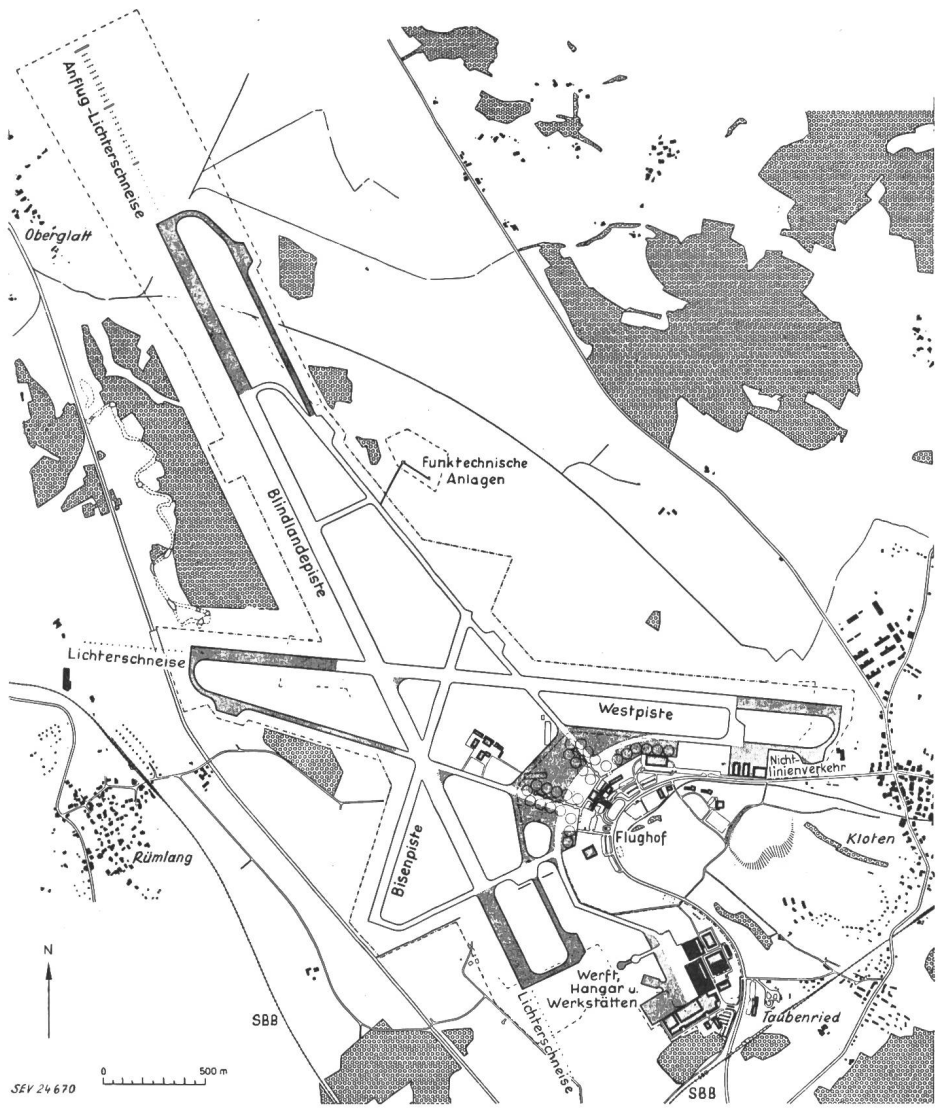 Anflug-Lichterschneise
Oberglatt
Funktechnische
Anlagen
Blindlandepiste
Lichterschneise
Westpiste
Nicht-
linienverkehr
Flughof
Kloten
Rümlang
Bisenpiste
N
Werft,
Hangar u.
Werkstätten
Lichterschneise
Taubenried
SBB
SBB
0 500 m
SEV 24670